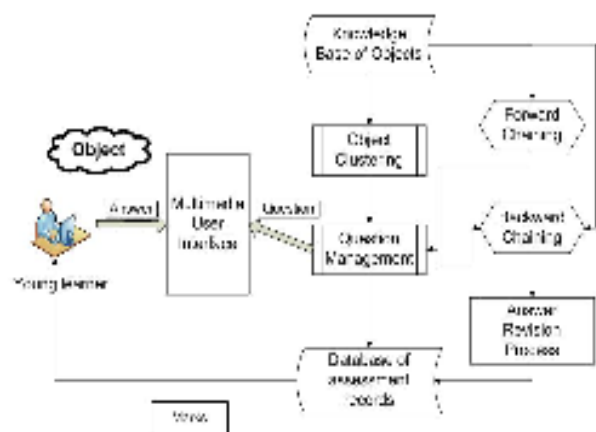 Knowledge
Base of Objects
Forward
Chaining
Object
Clustering
Object
Answer
Multimedia
User
Interface
Question
Question
Management
Backward
Chaining
Young learner
Answer
Revision
Process
Database of
assessment
records